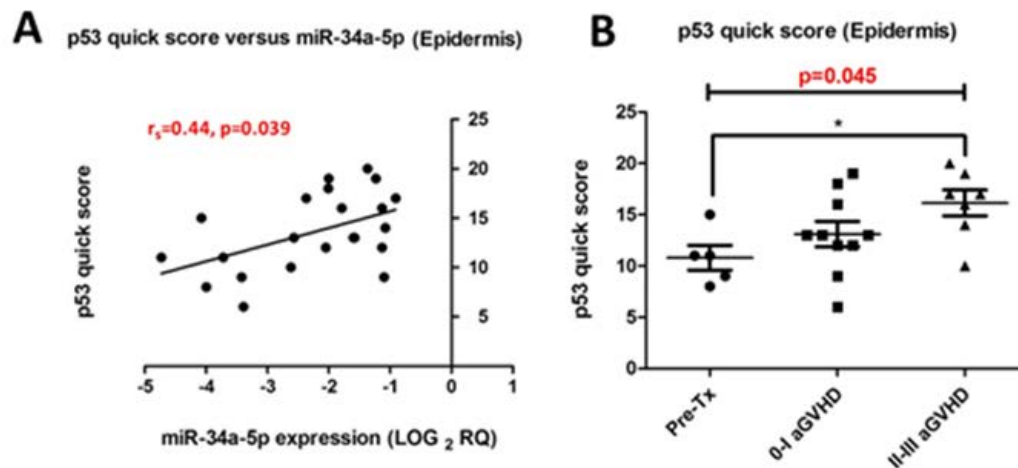 A
p53 quick score versus miR-34a-5p (Epidermis)
rs=0.44, p=0.039
p53 quick score
25
20
15
10
5
-5 -4 -3 -2 -1 0 1
miR-34a-5p expression (LOG 2 RQ)
B
p53 quick score (Epidermis)
p=0.045
*
p53 quick score
25
20
15
10
5
0
Pre-Tx
0-I aGVHD
II-III aGVHD